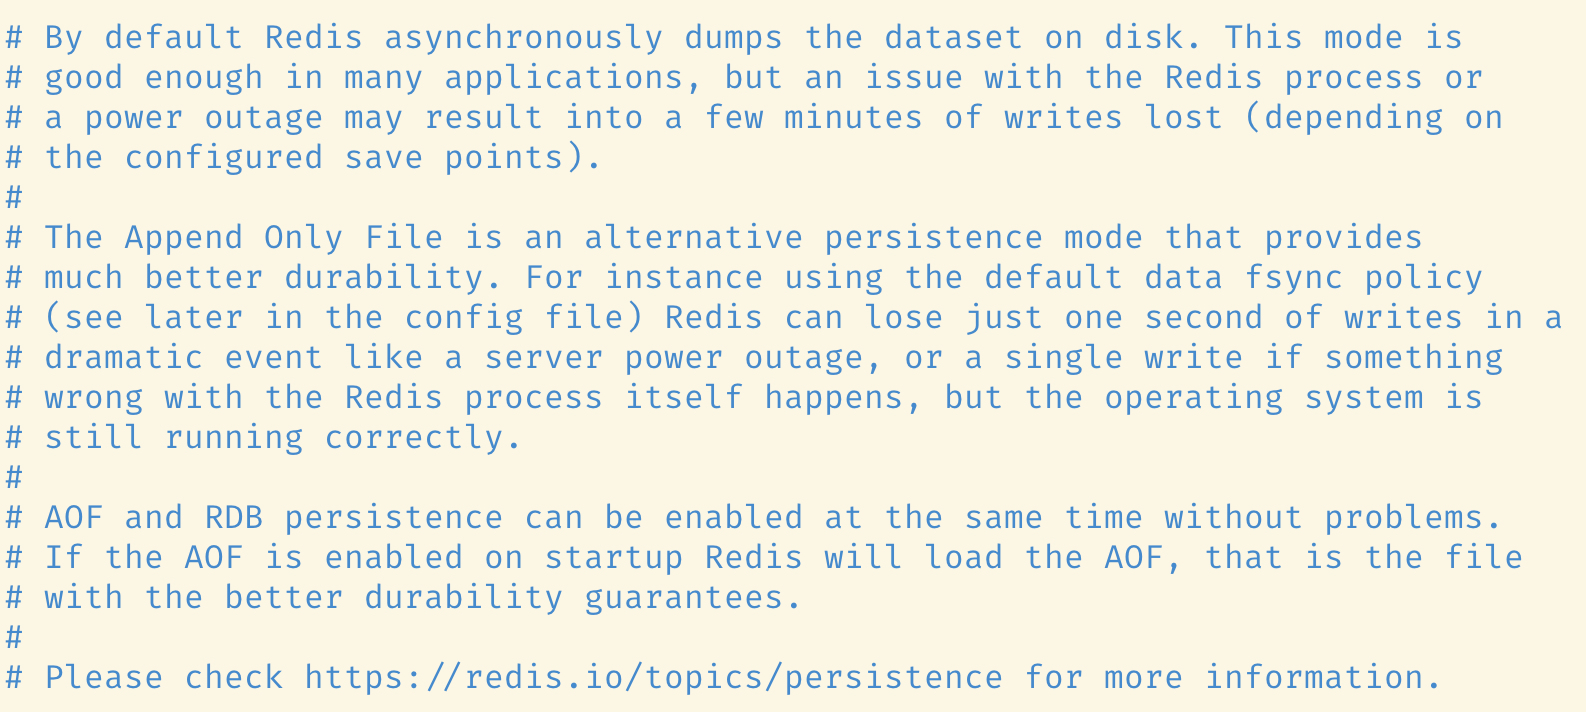 # By default Redis asynchronously dumps the dataset on disk. This mode is
# good enough in many applications, but an issue with the Redis process or
# a power outage may result into a few minutes of writes lost (depending on
# the configured save points).
#
# The Append Only File is an alternative persistence mode that provides
# much better durability. For instance using the default data fsync policy
# (see later in the config file) Redis can lose just one second of writes in a
# dramatic event like a server power outage, or a single write if something
# wrong with the Redis process itself happens, but the operating system is
# still running correctly.
#
# AOF and RDB persistence can be enabled at the same time without problems.
# If the AOF is enabled on startup Redis will load the AOF, that is the file
# with the better durability guarantees.
#
# Please check https://redis.io/topics/persistence for more information.